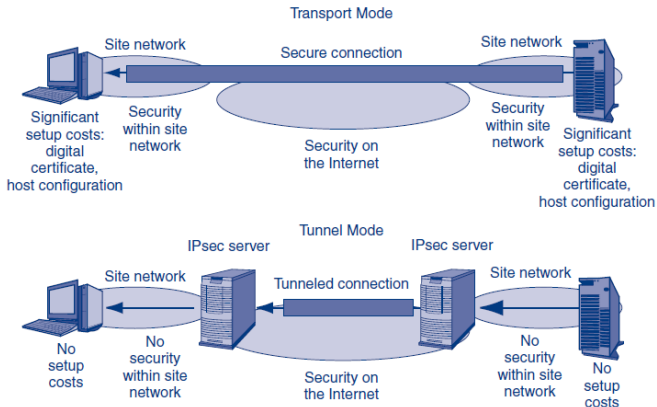 Transport Mode
Site network
Secure connection
Site network
Significant
setup costs:
digital
certificate,
host configuration
Security
within site
network
Security on
the Internet
Security
within site
network
Significant
setup costs:
digital
certificate,
host configuration
Tunnel Mode
IPsec server
IPsec server
Site network
Tunneled connection
Site network
No
setup
costs
No
security
within site
network
Security on
the Internet
No
security
within site
network
No
setup
costs